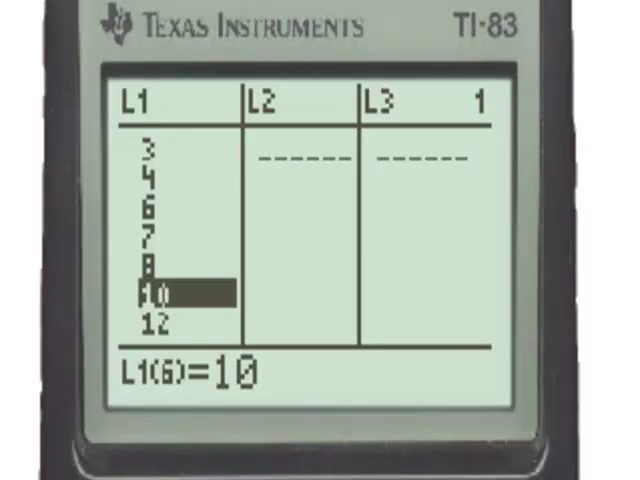 TEXAS INSTRUMENTS TI-83
L1 L2 L3 1
3 ------ ------
4
6
7
8
10
12
L1(6)=10